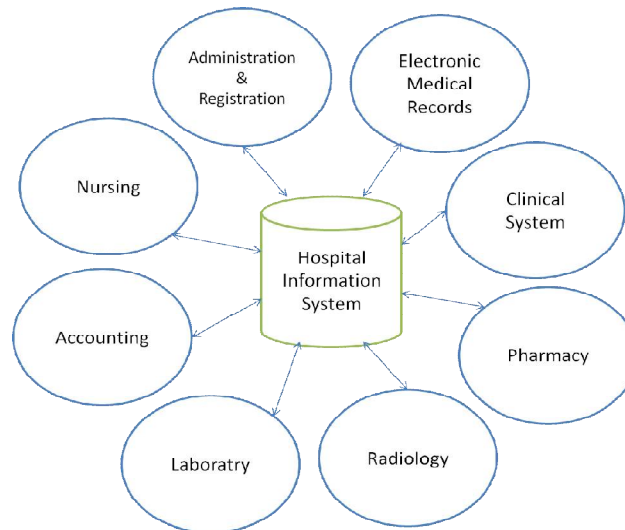 Administration
&
Registration
Electronic
Medical
Records
Nursing
Clinical
System
Hospital
Information
System
Accounting
Pharmacy
Laboratry
Radiology